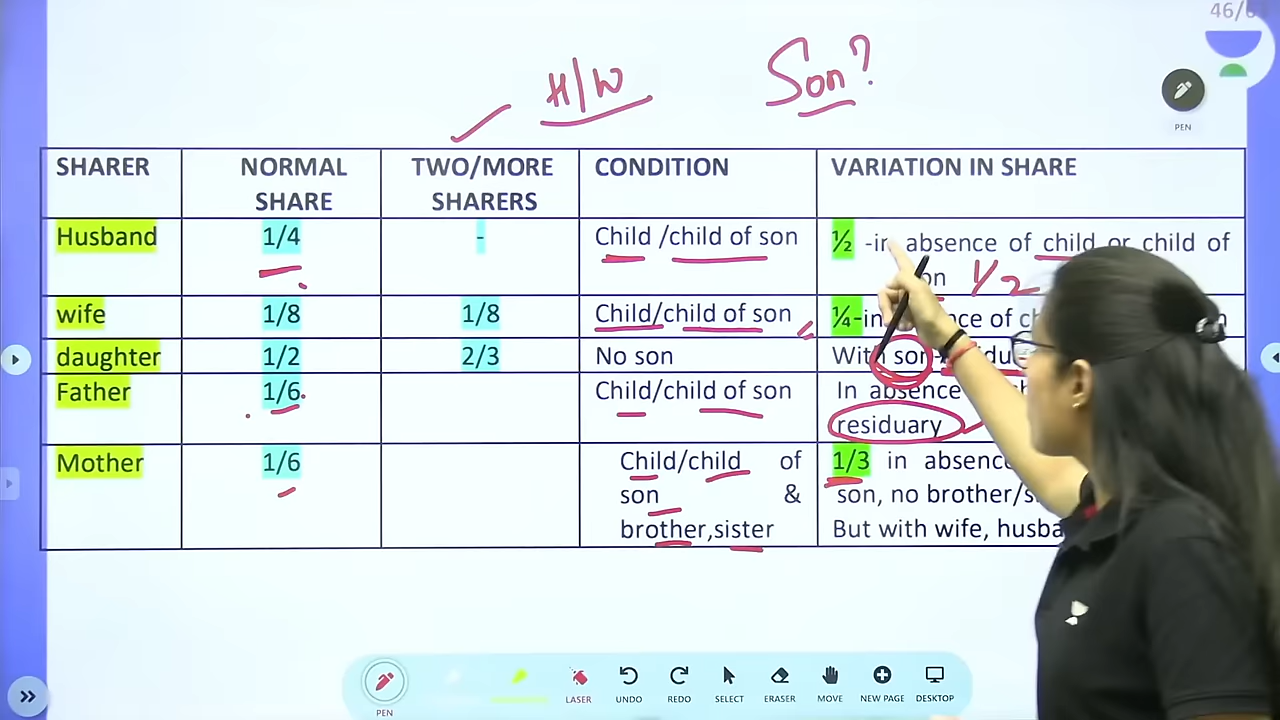 46/6
H/W
Son?
PEN
SHARER
NORMAL SHARE
TWO/MORE SHARERS
CONDITION
VARIATION IN SHARE
Husband
1/4
-
Child /child of son
½ -in absence of child or child of
1/2
wife
1/8
1/8
Child/child of son
¼-in of
daughter
1/2
2/3
No son
With son-
Father
1/6
Child/child of son
In absence
residuary
Mother
1/6
Child/child of
son &
brother,sister
1/3 in absence
son, no
But with wife,
PEN
LASER
UNDO
REDO
SELECT
ERASER
MOVE
NEW PAGE
DESKTOP